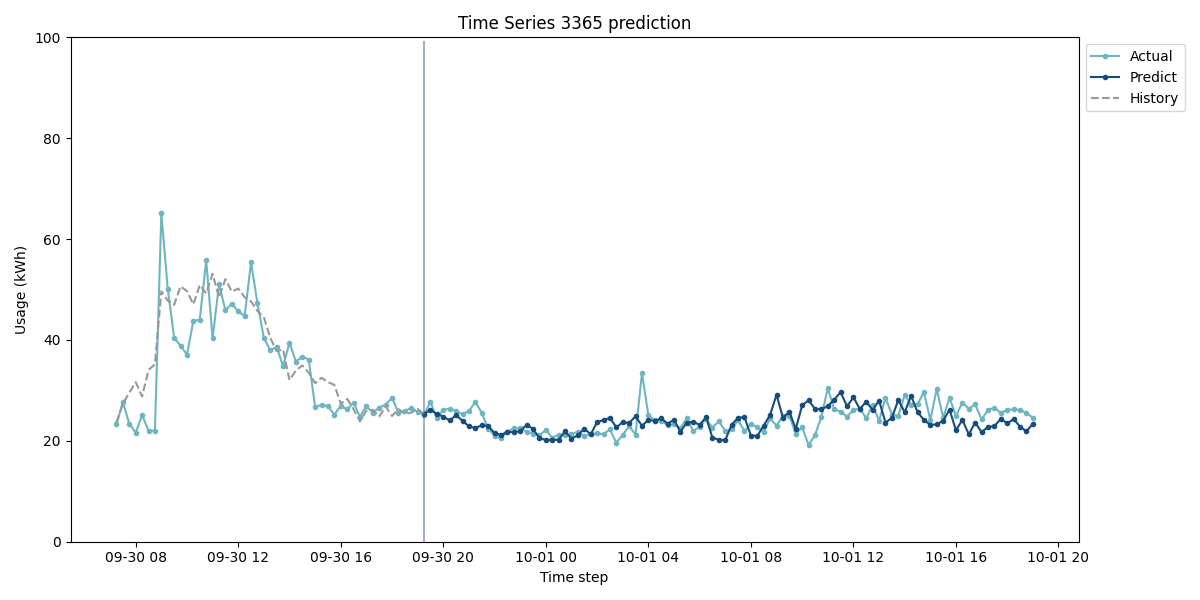 Time Series 3365 prediction
Usage (kWh)
100
80
60
40
20
0
09-30 08
09-30 12
09-30 16
09-30 20
10-01 00
10-01 04
10-01 08
10-01 12
10-01 16
10-01 20
Time step
Actual
Predict
History